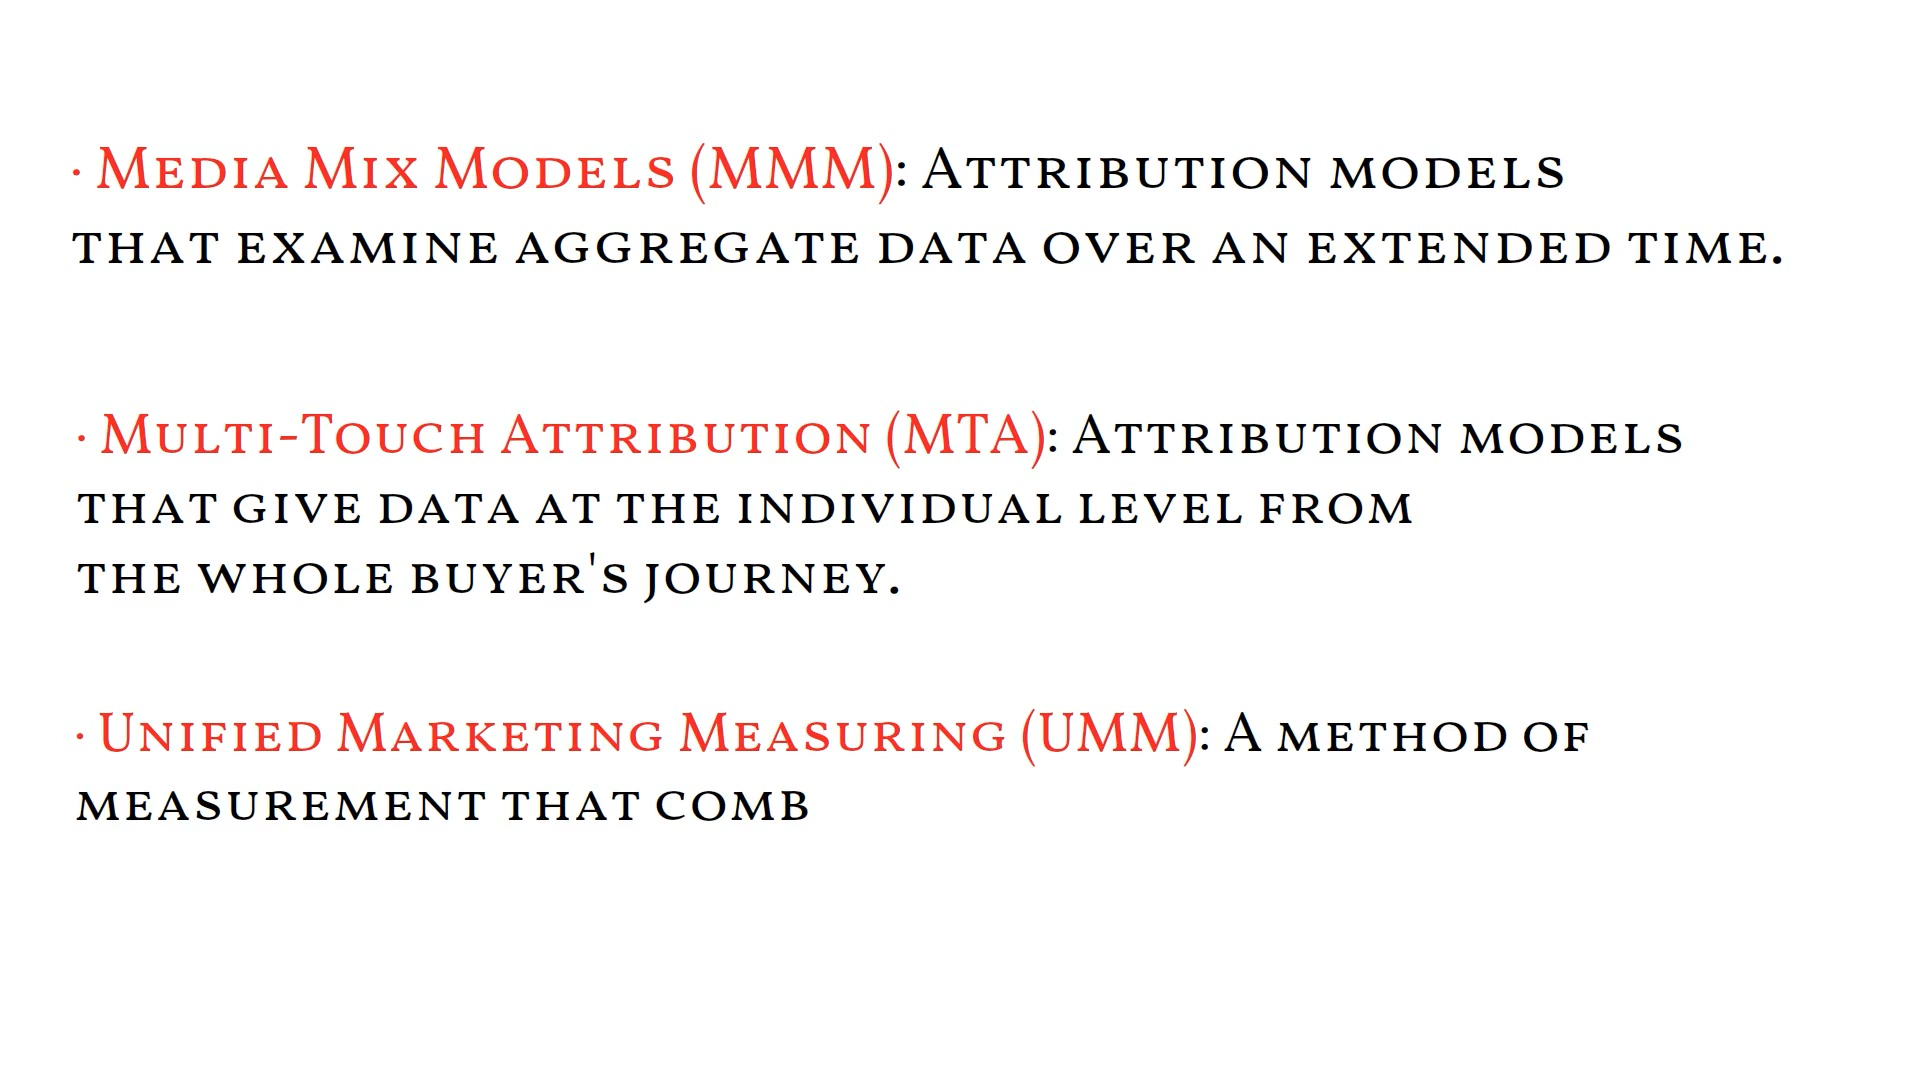 · Media Mix Models (MMM): Attribution models
that examine aggregate data over an extended time.
· Multi-Touch Attribution (MTA): Attribution models
that give data at the individual level from
the whole buyer's journey.
· Unified Marketing Measuring (UMM): A method of
measurement that comb